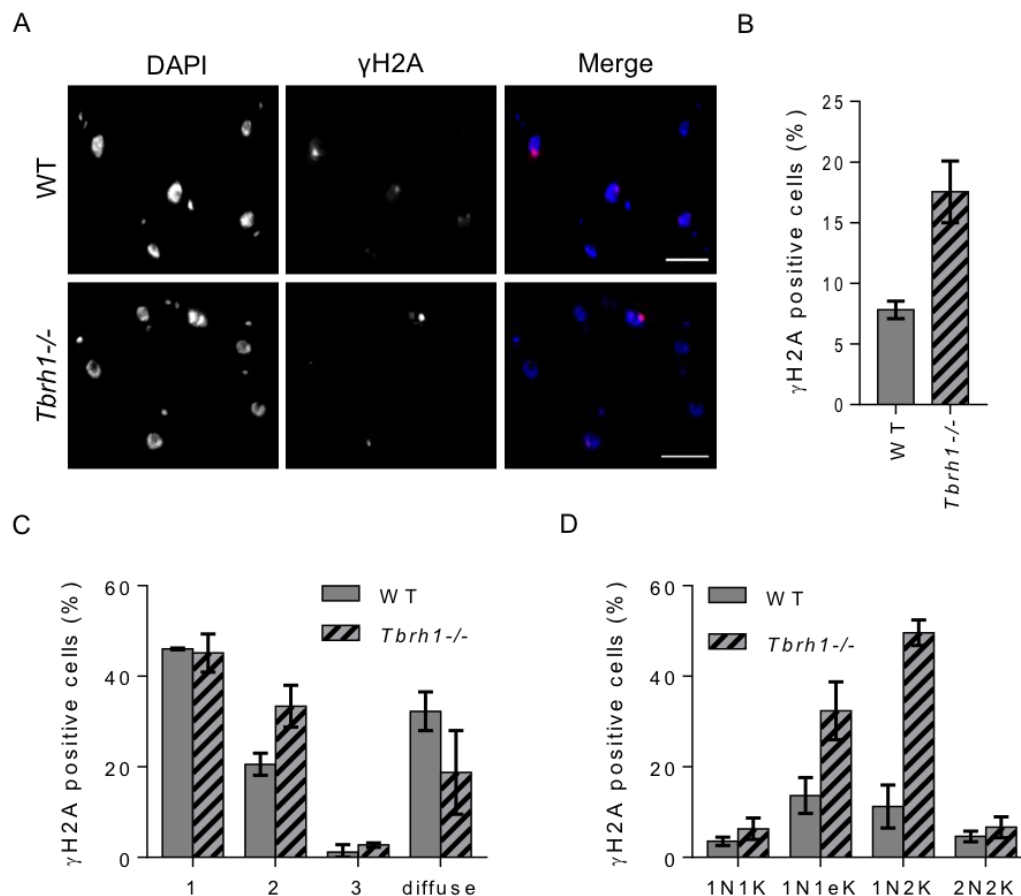 A
DAPI
γH2A
Merge
WT
Tbrh1-/-
B
γH2A positive cells (%)
25
20
15
10
5
0
WT
Tbrh1-/-
C
γH2A positive cells (%)
60
40
20
0
WT
Tbrh1-/-
1 2 3 diffuse
D
γH2A positive cells (%)
60
40
20
0
WT
Tbrh1-/-
1N1K 1N1eK 1N2K 2N2K